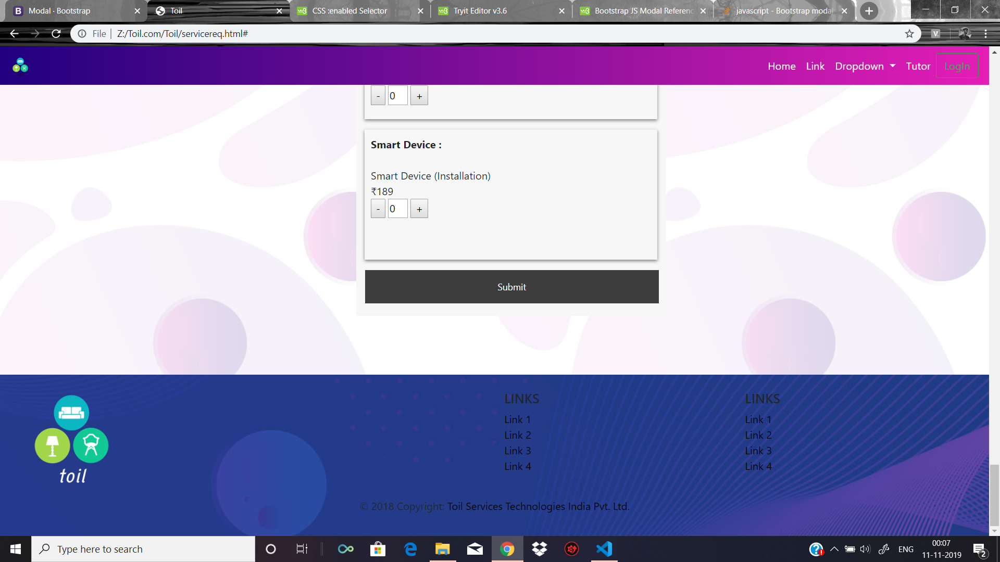 Modal · Bootstrap
Toil
CSS :enabled Selector
Tryit Editor v3.6
Bootstrap JS Modal Referenc
javascript - Bootstrap modal
File | Z:/Toil.com/Toil/servicereq.html#
Home Link Dropdown Tutor LogIn
- 0 +
Smart Device :
Smart Device (Installation)
₹189
- 0 +
Submit
toil
LINKS
Link 1
Link 2
Link 3
Link 4
LINKS
Link 1
Link 2
Link 3
Link 4
© 2018 Copyright: Toil Services Technologies India Pvt. Ltd.
Type here to search
ENG
00:07
11-11-2019
2